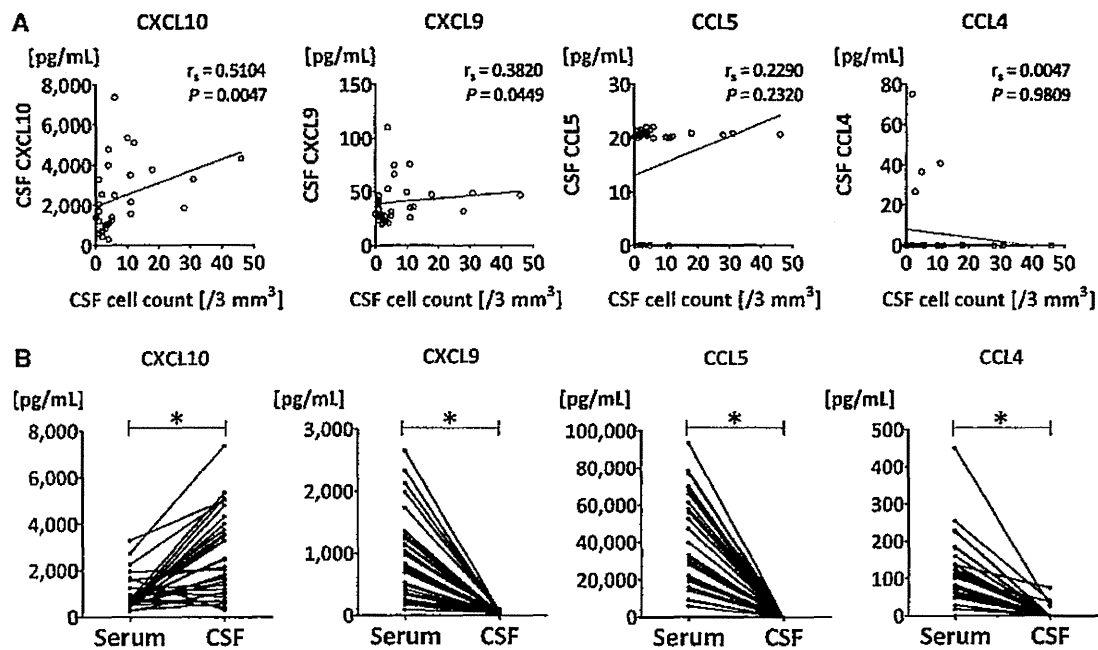 A
CXCL10
CXCL9
CCL5
CCL4
[pg/mL]
[pg/mL]
[pg/mL]
[pg/mL]
rs = 0.5104
P = 0.0047
rs = 0.3820
P = 0.0449
rs = 0.2290
P = 0.2320
rs = 0.0047
P = 0.9809
CSF CXCL10
8,000
6,000
4,000
2,000
0
0 10 20 30 40 50
CSF cell count [/3 mm³]
CSF CXCL9
150
100
50
0
0 10 20 30 40 50
CSF cell count [/3 mm³]
CSF CCL5
30
20
10
0
0 10 20 30 40 50
CSF cell count [/3 mm³]
CSF CCL4
80
60
40
20
0
0 10 20 30 40 50
CSF cell count [/3 mm³]
B
CXCL10
CXCL9
CCL5
CCL4
[pg/mL]
[pg/mL]
[pg/mL]
[pg/mL]
*
8,000
6,000
4,000
2,000
0
Serum CSF
*
3,000
2,000
1,000
0
Serum CSF
*
100,000
80,000
60,000
40,000
20,000
0
Serum CSF
*
500
400
300
200
100
0
Serum CSF